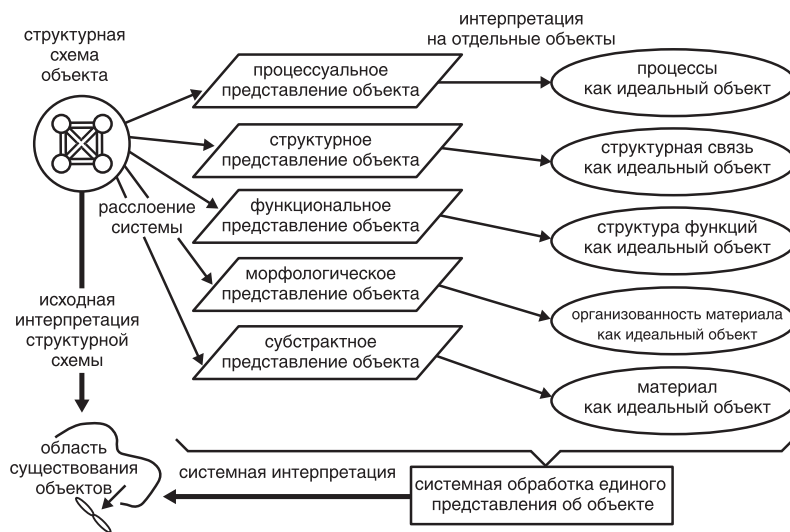 структурная
схема
объекта
интерпретация
на отдельные объекты
процессуальное
представление объекта
процессы
как идеальный объект
структурное
представление объекта
структурная связь
как идеальный объект
расслоение
системы
функциональное
представление объекта
структура функций
как идеальный объект
морфологическое
представление объекта
организованность материала
как идеальный объект
исходная
интерпретация
структурной
схемы
субстрактное
представление объекта
материал
как идеальный объект
область
существования
объектов
системная интерпретация
системная обработка единого
представления об объекте